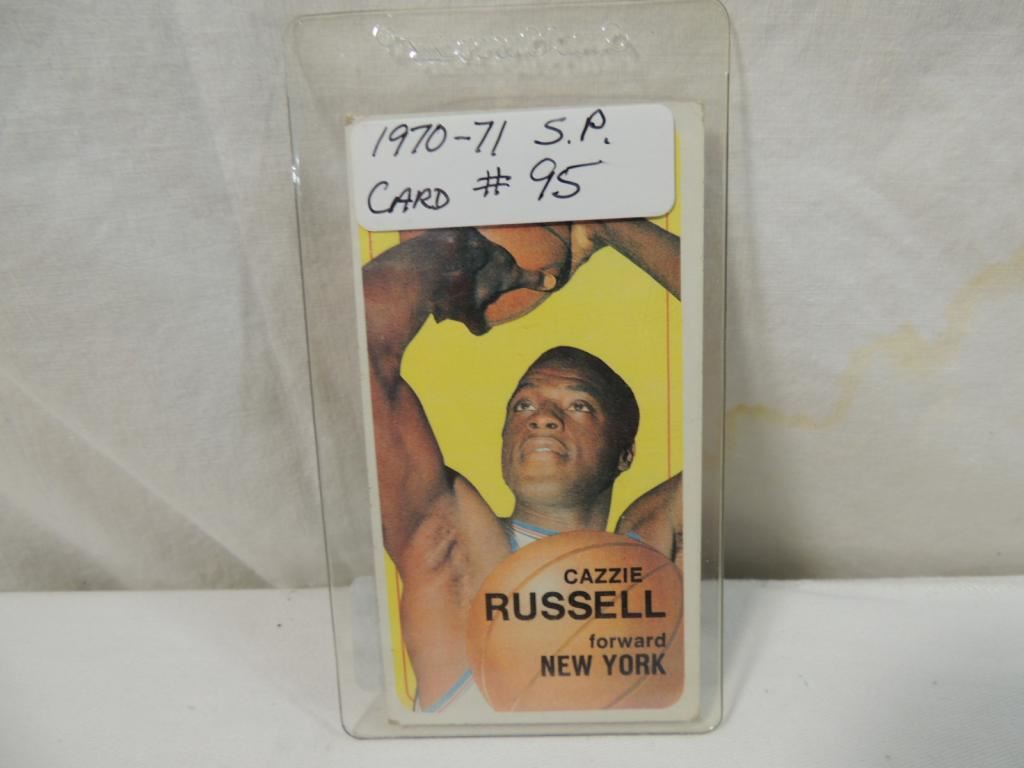 1970-71 S.P.
CARD # 95
CAZZIE
RUSSELL
forward
NEW YORK